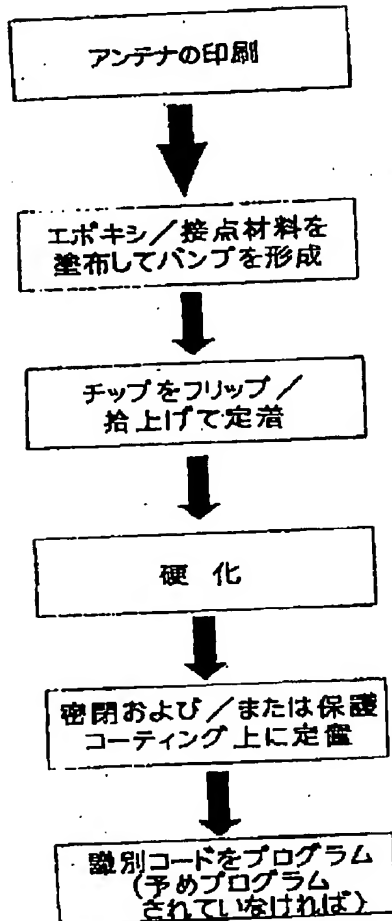 アンテナの印刷
エポキシ／接点材料を
塗布してバンプを形成
チップをフリップ／
拾上げて定着
硬 化
密閉および／または保護
コーティング上に定置
識別コードをプログラム
(予めプログラム
されていなければ)